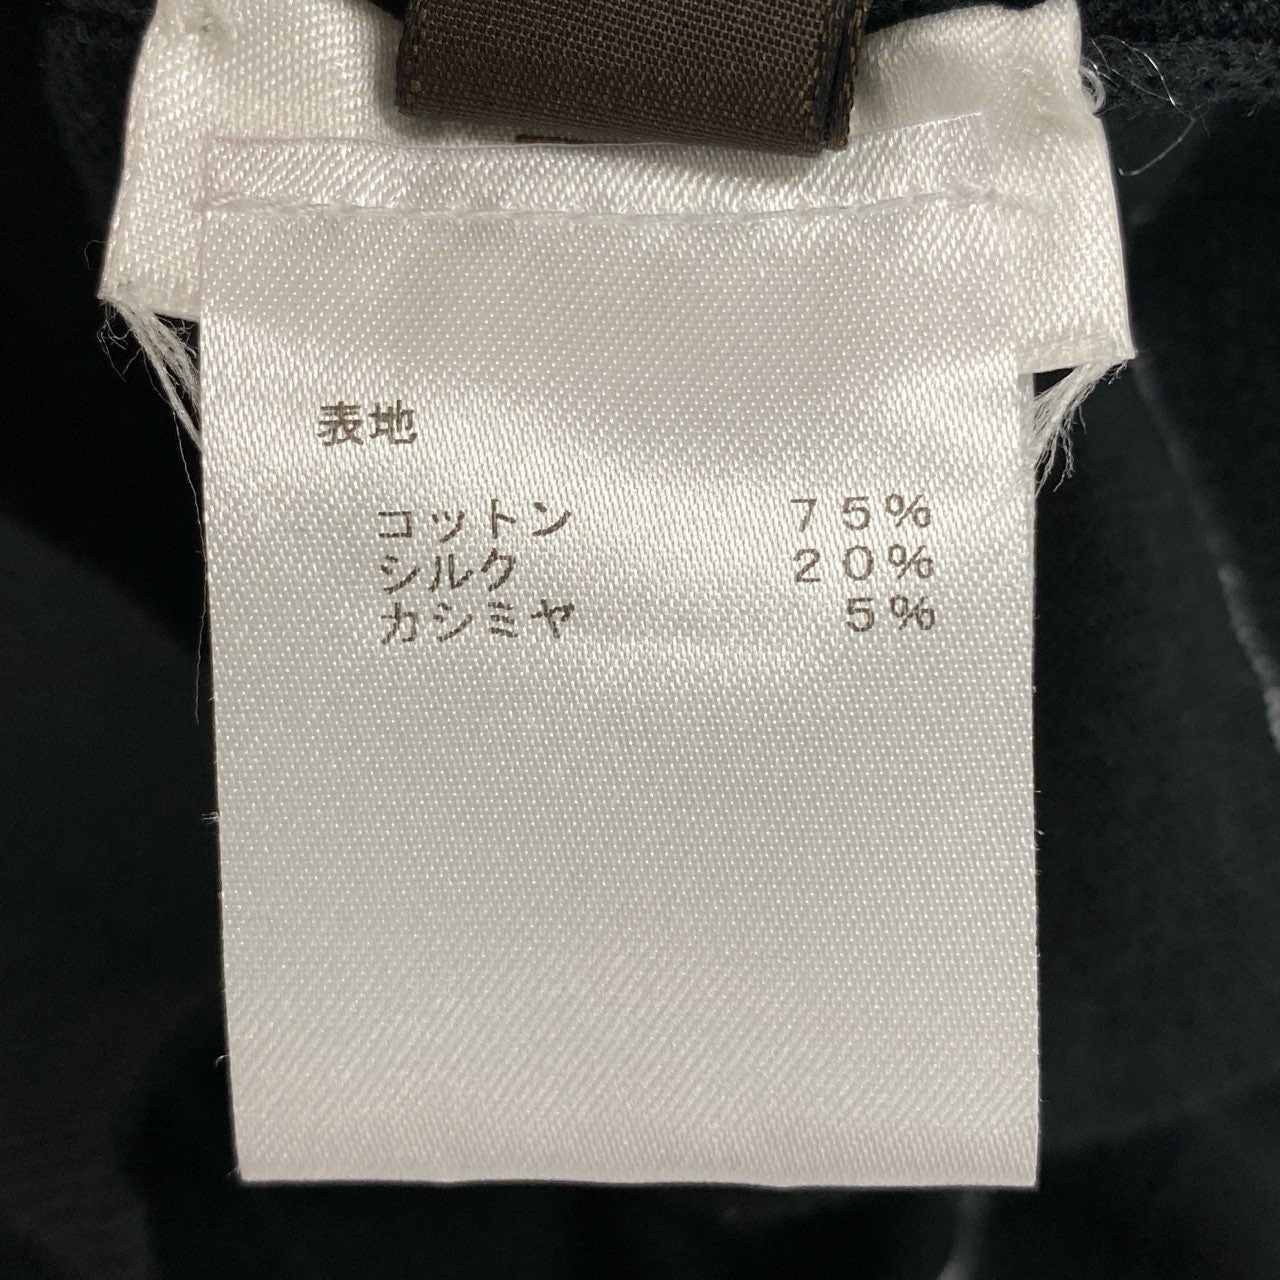 表地
コットン 75%
シルク 20%
カシミヤ 5%